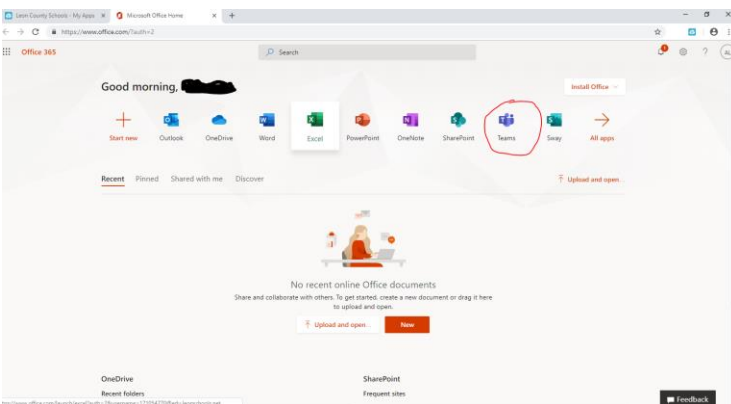 Leon County Schools - My Apps
Microsoft Office Home
https://www.office.com/?auth=2
Office 365
Search
Good morning,
Install Office
Start new
Outlook
OneDrive
Word
Excel
PowerPoint
OneNote
SharePoint
Teams
Sway
All apps
Recent Pinned Shared with me Discover
Upload and open...
No recent online Office documents
Share and collaborate with others. To get started, create a new document or drag it here
to upload and open.
Upload and open...
New
OneDrive
SharePoint
Recent folders
Frequent sites
Feedback